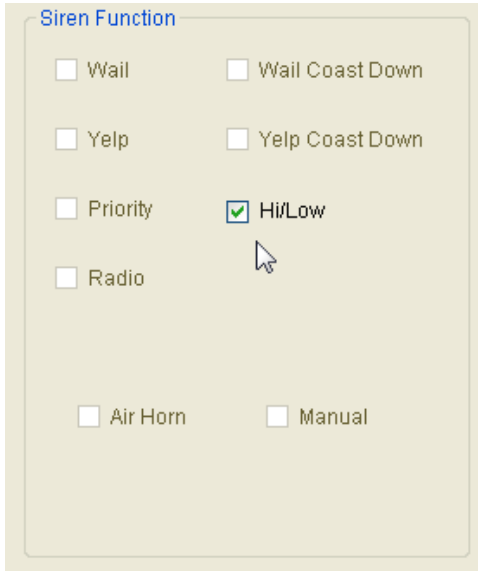 Siren Function
Wail Wail Coast Down
Yelp Yelp Coast Down
Priority Hi/Low
Radio
Air Horn Manual